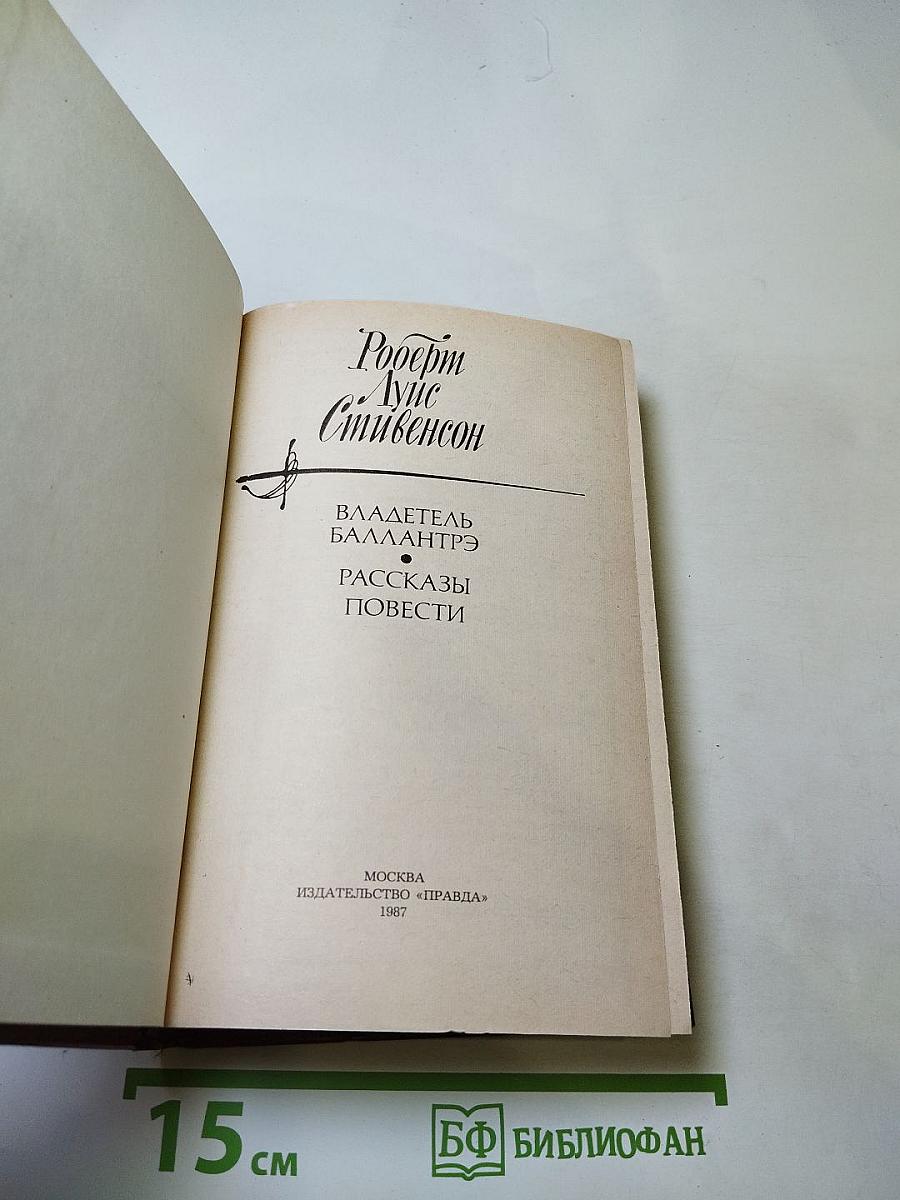 Роберт
Луис
Стивенсон
ВЛАДЕТЕЛЬ
БАЛЛАНТРЭ
РАССКАЗЫ
ПОВЕСТИ
МОСКВА
ИЗДАТЕЛЬСТВО «ПРАВДА»
1987
15 см
БФ БИБЛИОФАН